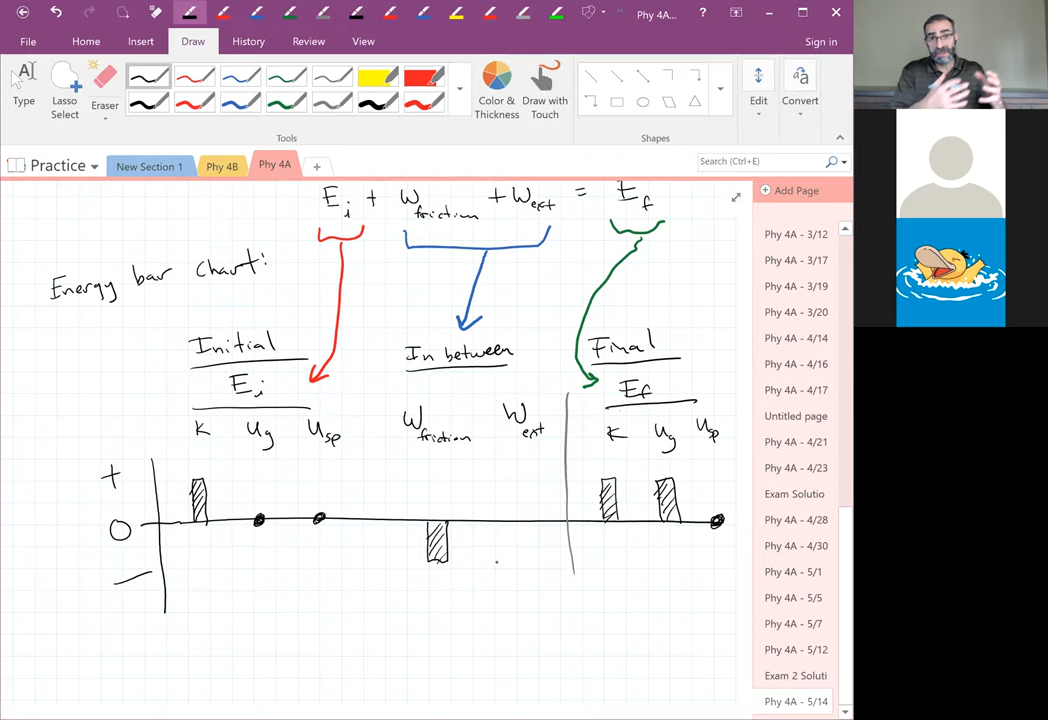 Phy 4A...
?
File
Home
Insert
Draw
History
Review
View
Sign in
Type
Lasso Select
Eraser
Color & Thickness
Draw with Touch
Edit
Convert
Tools
Shapes
Practice
New Section 1
Phy 4B
Phy 4A
+
Search (Ctrl+E)
Add Page
Phy 4A - 3/12
Phy 4A - 3/17
Phy 4A - 3/19
Phy 4A - 3/20
Phy 4A - 4/14
Phy 4A - 4/16
Phy 4A - 4/17
Untitled page
Phy 4A - 4/21
Phy 4A - 4/23
Exam Solutio
Phy 4A - 4/28
Phy 4A - 4/30
Phy 4A - 5/1
Phy 4A - 5/5
Phy 4A - 5/7
Phy 4A - 5/12
Exam 2 Soluti
Phy 4A - 5/14
Ei + Wfriction + Wext = Ef
Energy bar chart:
Initial In between Final
Ei Ef
K Ug Usp Wfriction Wext K Ug Usp
+
0
−